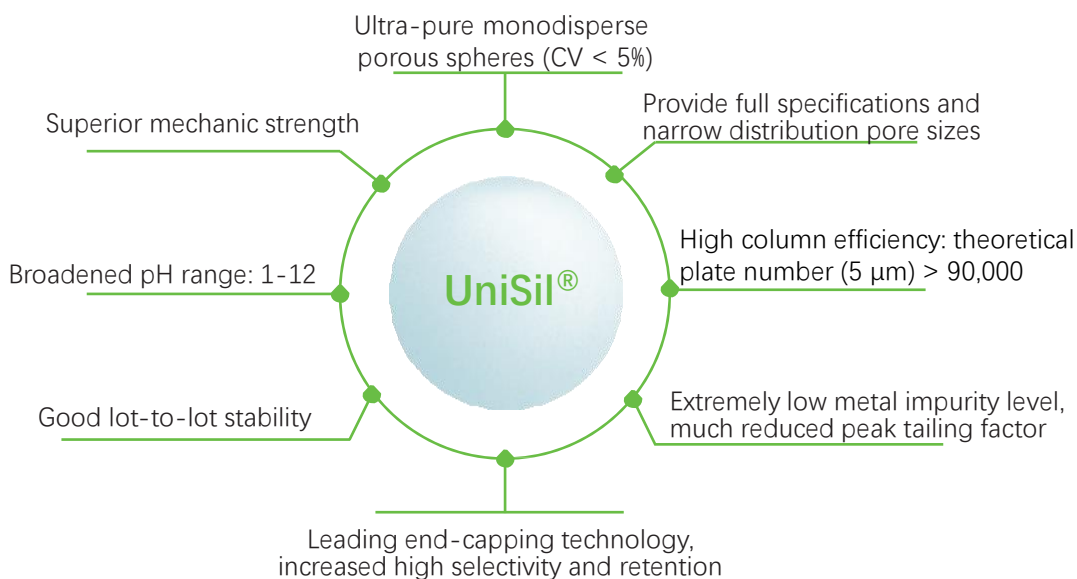 Ultra-pure monodisperse
porous spheres (CV < 5%)
Provide full specifications and
narrow distribution pore sizes
Superior mechanic strength
High column efficiency: theoretical
plate number (5 μm) > 90,000
Broadened pH range: 1-12
UniSil®
Extremely low metal impurity level,
much reduced peak tailing factor
Good lot-to-lot stability
Leading end-capping technology,
increased high selectivity and retention